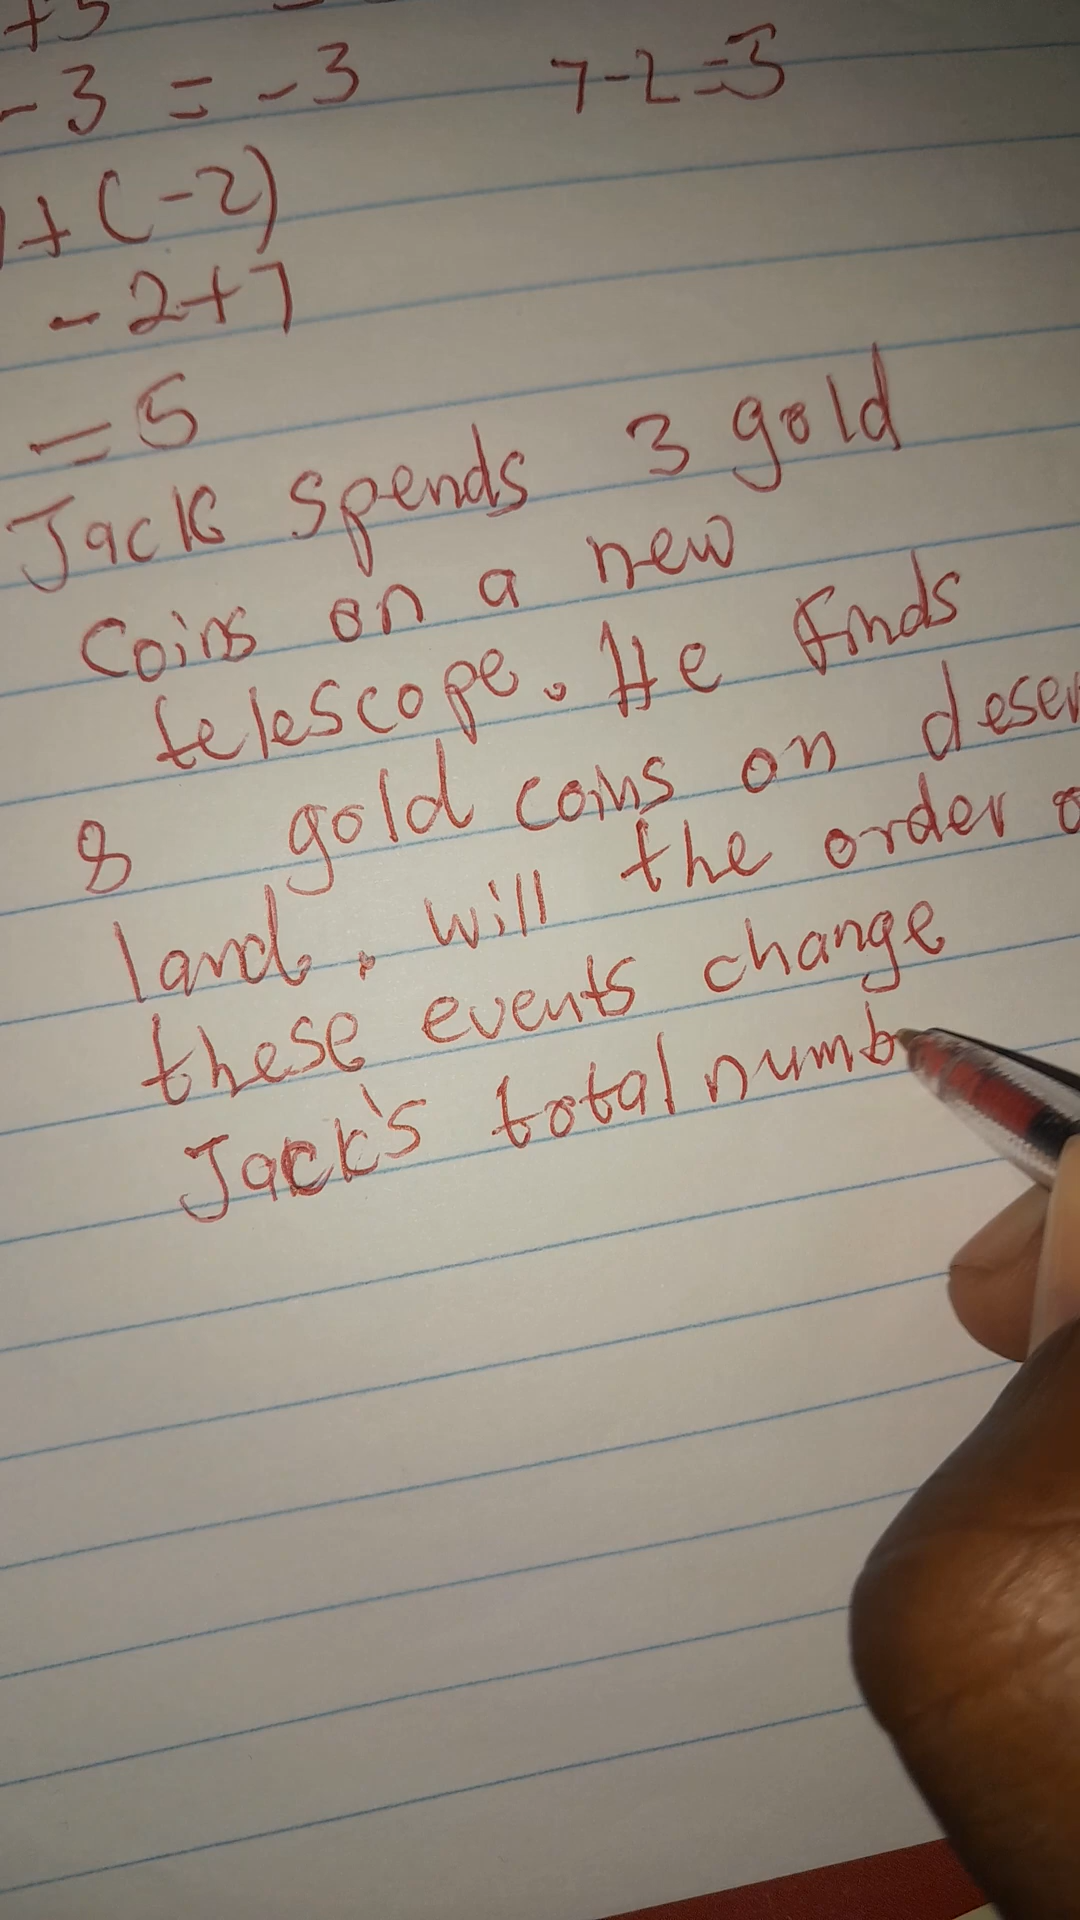 +5
-3 = -3 7-2=5
)+(-2)
-2+7
=5
Jack spends 3 gold
coins on a new
telescope. He finds
8 gold coins on deser
land. will the order o
these events change
Jack's total numb